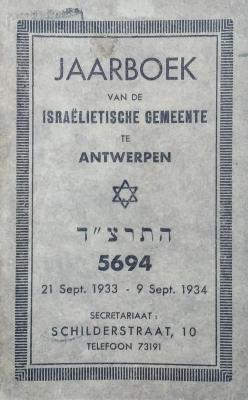 JAARBOEK
VAN DE
ISRAËLIETISCHE GEMEENTE
TE
ANTWERPEN
התרצ"ד
5694
21 Sept. 1933 - 9 Sept. 1934
SECRETARIAAT :
SCHILDERSTRAAT, 10
TELEFOON 73191